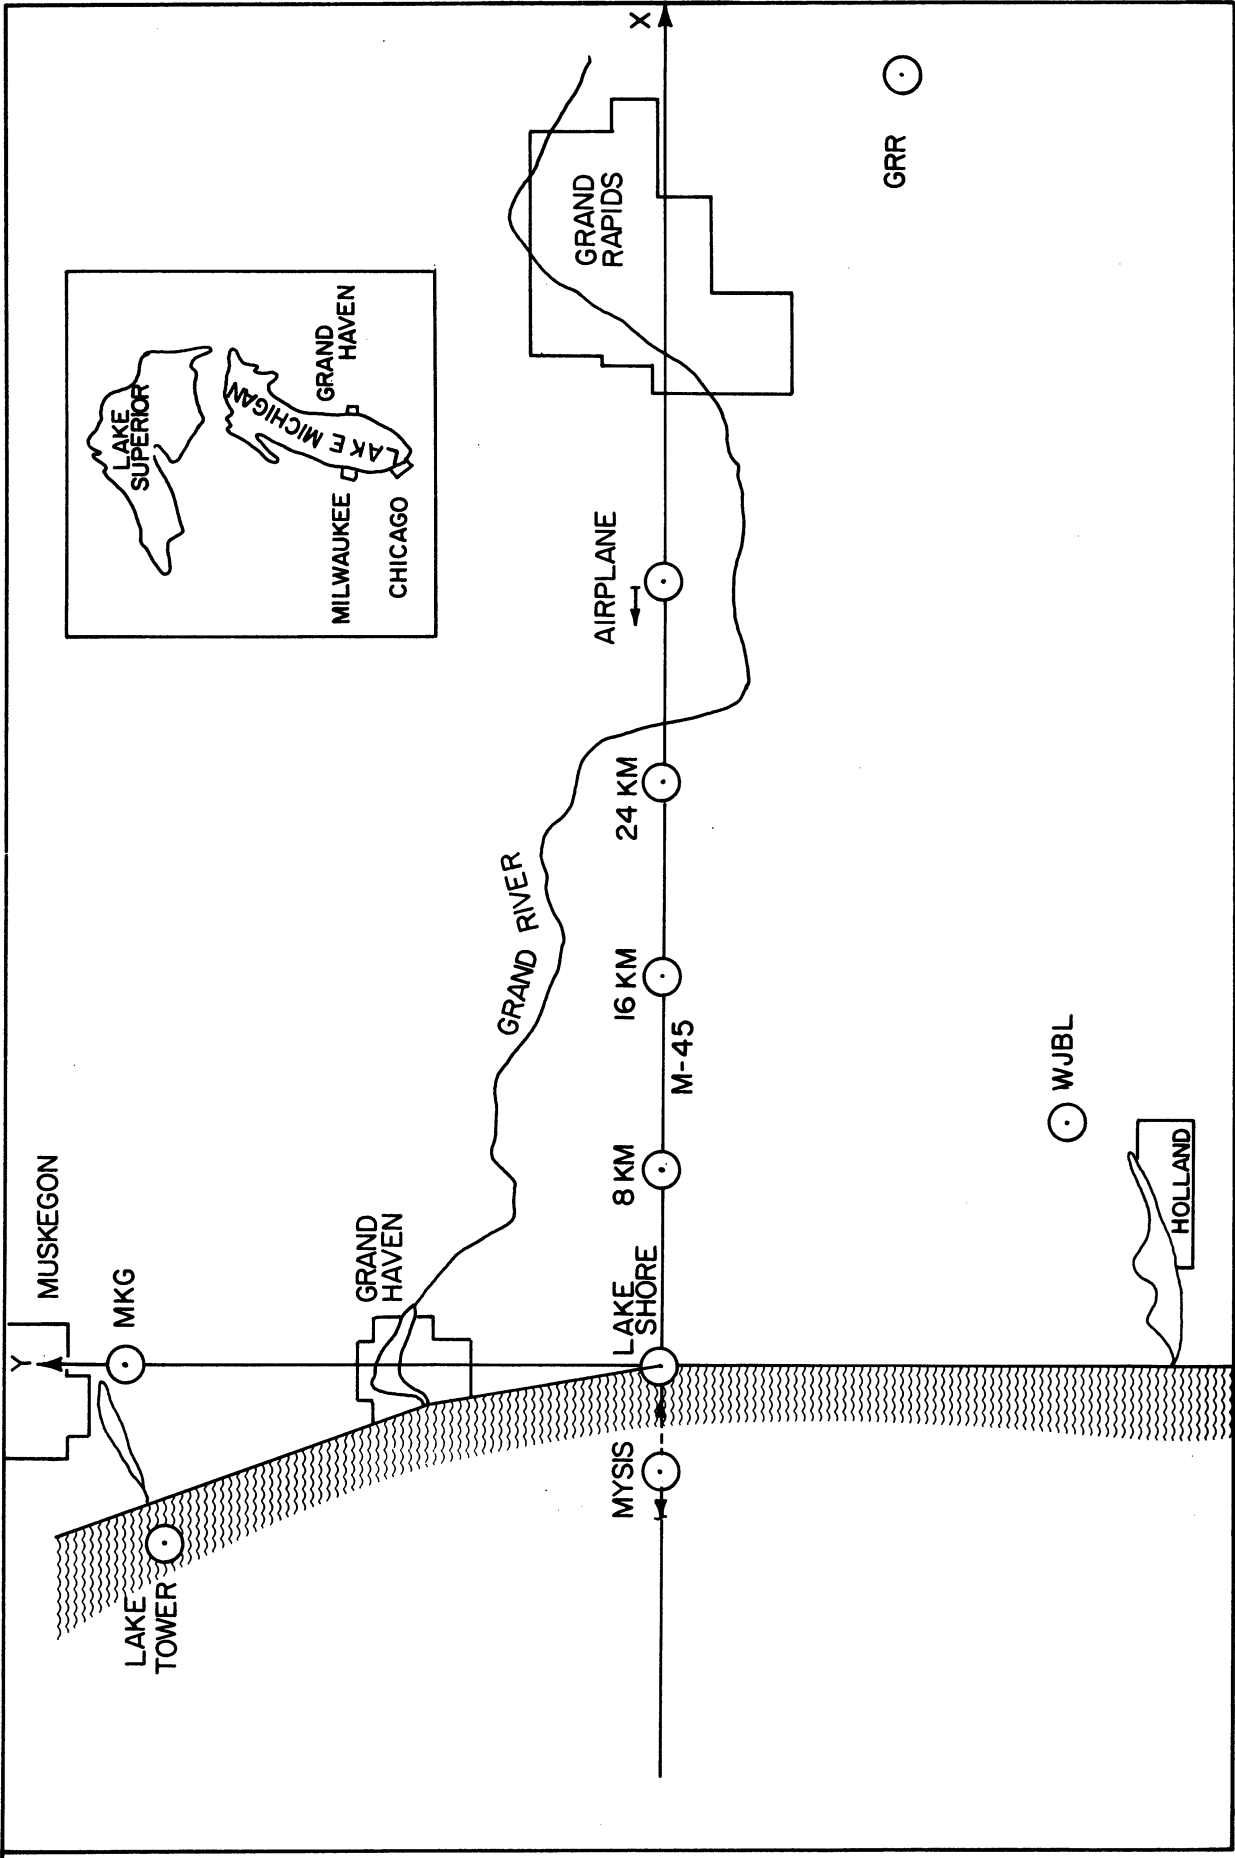 Y
MUSKEGON
MKG
LAKE
TOWER
GRAND
HAVEN
LAKE
SUPERIOR
LAKE MICHIGAN
GRAND
HAVEN
MILWAUKEE
CHICAGO
GRAND RIVER
GRAND
RAPIDS
MYSIS
LAKE
SHORE
8 KM
16 KM
24 KM
AIRPLANE
X
M-45
GRR
WJBL
HOLLAND